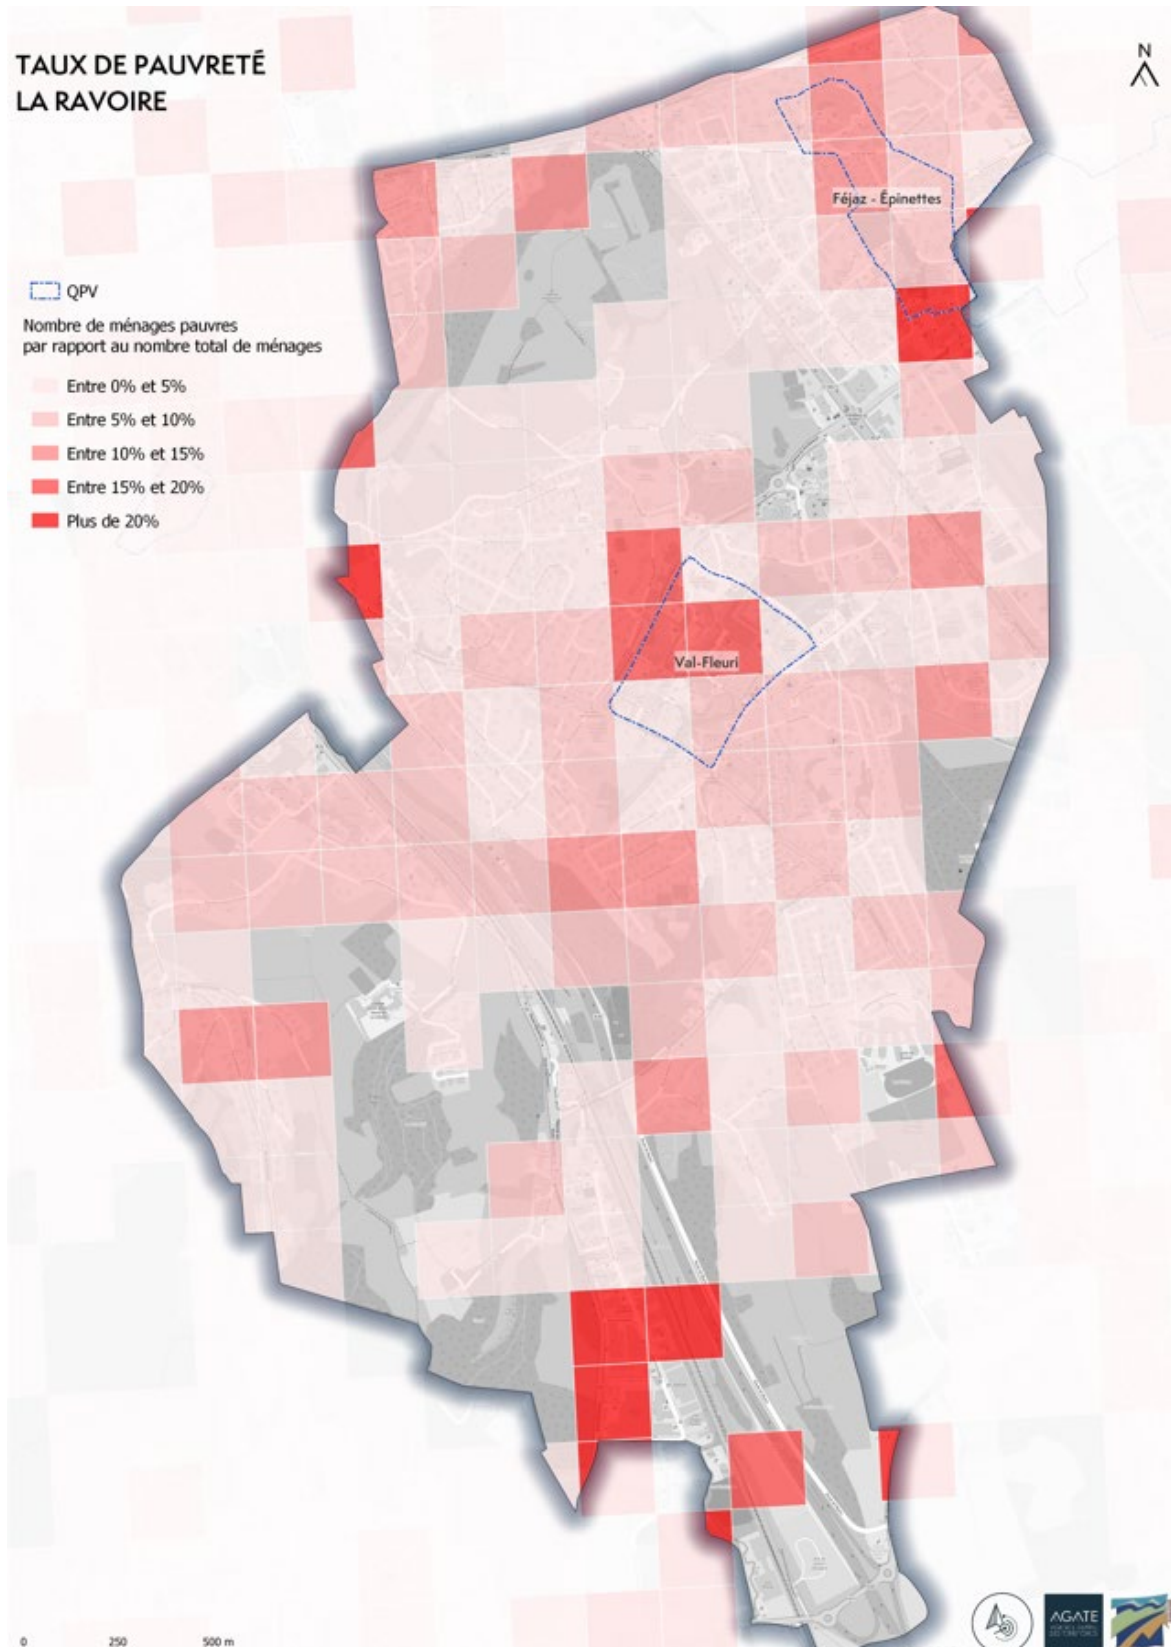 TAUX DE PAUVRETÉ
LA RAVOIRE
N
Féjaz - Épinettes
QPV
Nombre de ménages pauvres
par rapport au nombre total de ménages
Entre 0% et 5%
Entre 5% et 10%
Entre 10% et 15%
Entre 15% et 20%
Plus de 20%
Val-Fleuri
0 250 500 m
AGATE